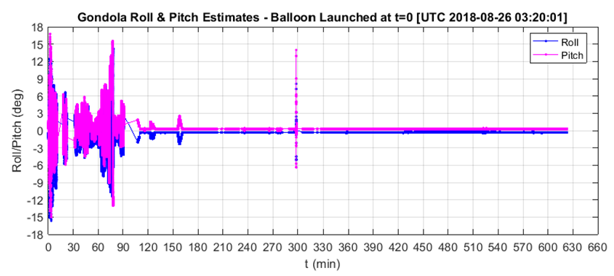 Gondola Roll & Pitch Estimates - Balloon Launched at t=0 [UTC 2018-08-26 03:20:01]
Roll
Pitch
Roll/Pitch (deg)
18
15
12
9
6
3
0
-3
-6
-9
-12
-15
-18
0 30 60 90 120 150 180 210 240 270 300 330 360 390 420 450 480 510 540 570 600 630 660
t (min)